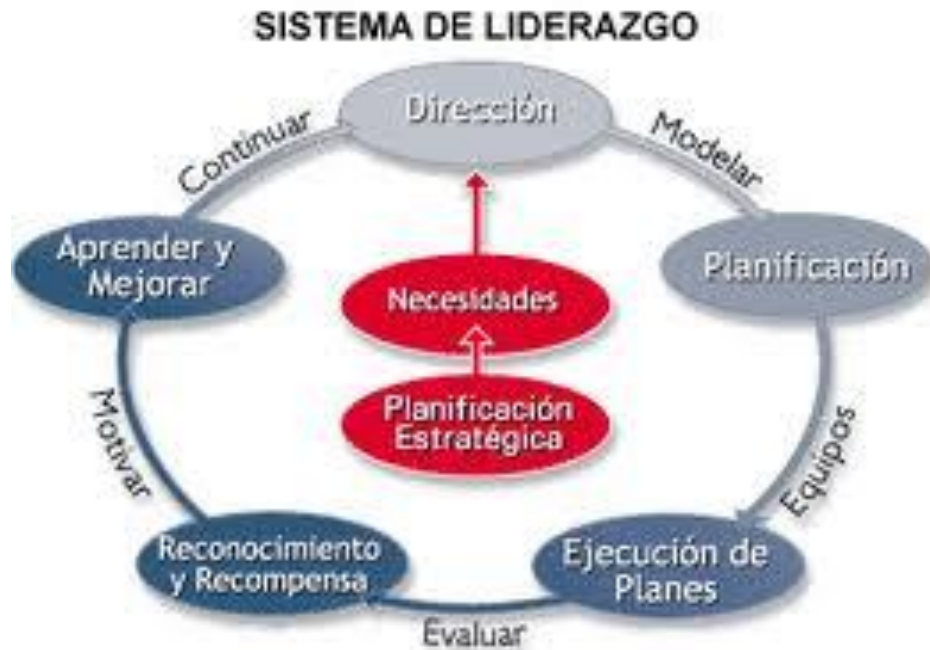 SISTEMA DE LIDERAZGO
Dirección
Continuar
Modelar
Aprender y
Mejorar
Planificación
Necesidades
Planificación
Estratégica
Motivar
Equipos
Reconocimiento
y Recompensa
Ejecución de
Planes
Evaluar